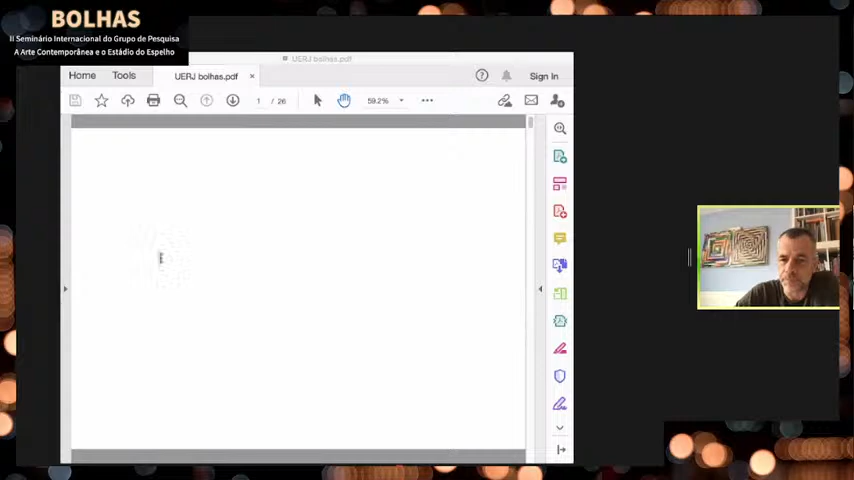 BOLHAS
II Seminário Internacional do Grupo de Pesquisa
A Arte Contemporânea e o Estádio do Espelho
UERJ bolhas.pdf
Home Tools UERJ bolhas.pdf × Sign In
1 / 26 59.2%